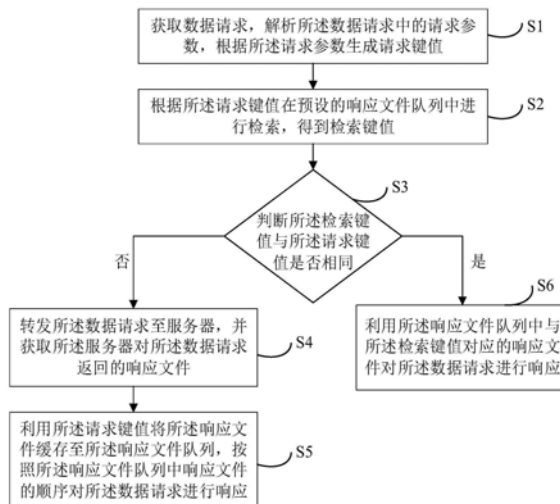 获取数据请求，解析所述数据请求中的请求参
数，根据所述请求参数生成请求键值
S1
根据所述请求键值在预设的响应文件队列中进
行检索，得到检索键值
S2
S3
判断所述检索键
值与所述请求键
值是否相同
否
是
转发所述数据请求至服务器，并
获取所述服务器对所述数据请求
返回的响应文件
S4
S6
利用所述响应文件队列中与
所述检索键值对应的响应文
件对所述数据请求进行响应
利用所述请求键值将所述响应文
件缓存至所述响应文件队列，按
照所述响应文件队列中响应文件
的顺序对所述数据请求进行响应
S5